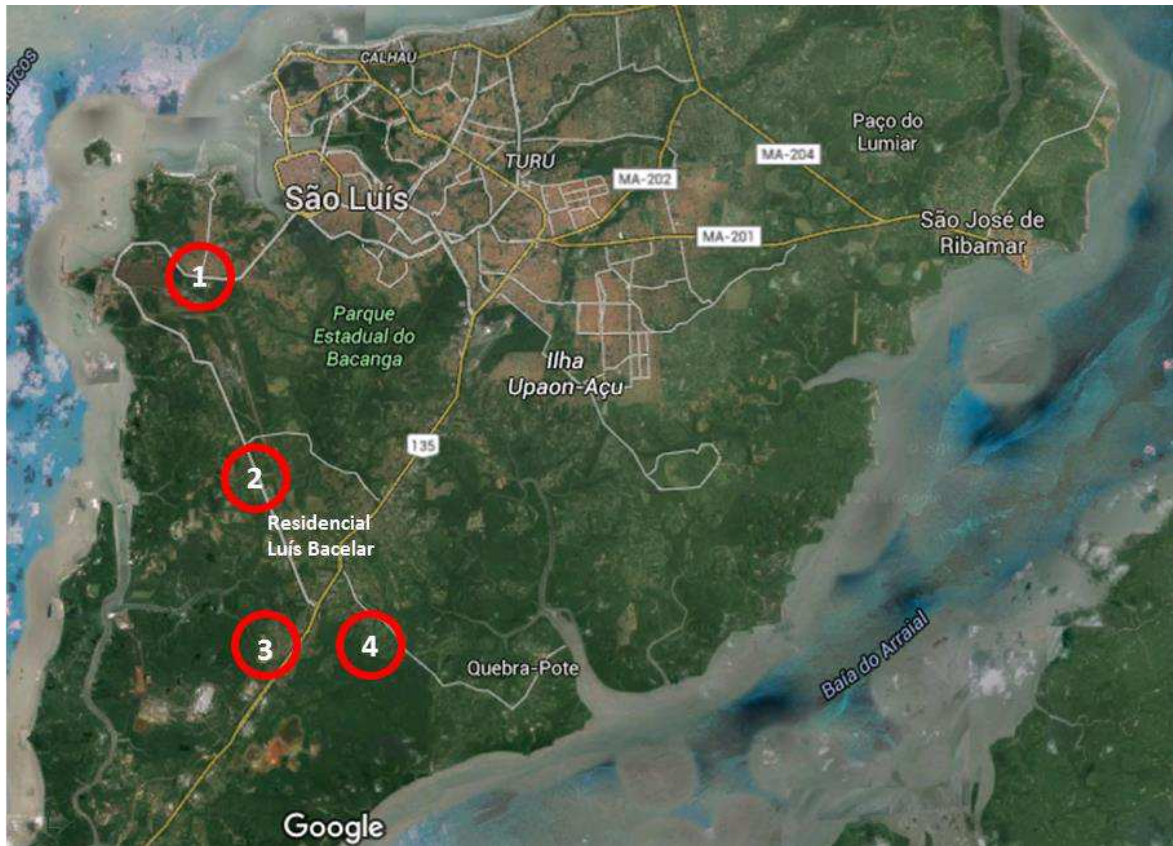 arcos
CALHAU
Paço do
Lumiar
TURU
MA-204
MA-202
São Luís
MA-201
São José de
Ribamar
1
Parque
Estadual do
Bacanga
Ilha
Upaon-Açu
135
2
Residencial
Luís Bacelar
3
4
Quebra-Pote
Baía do Arraial
Google